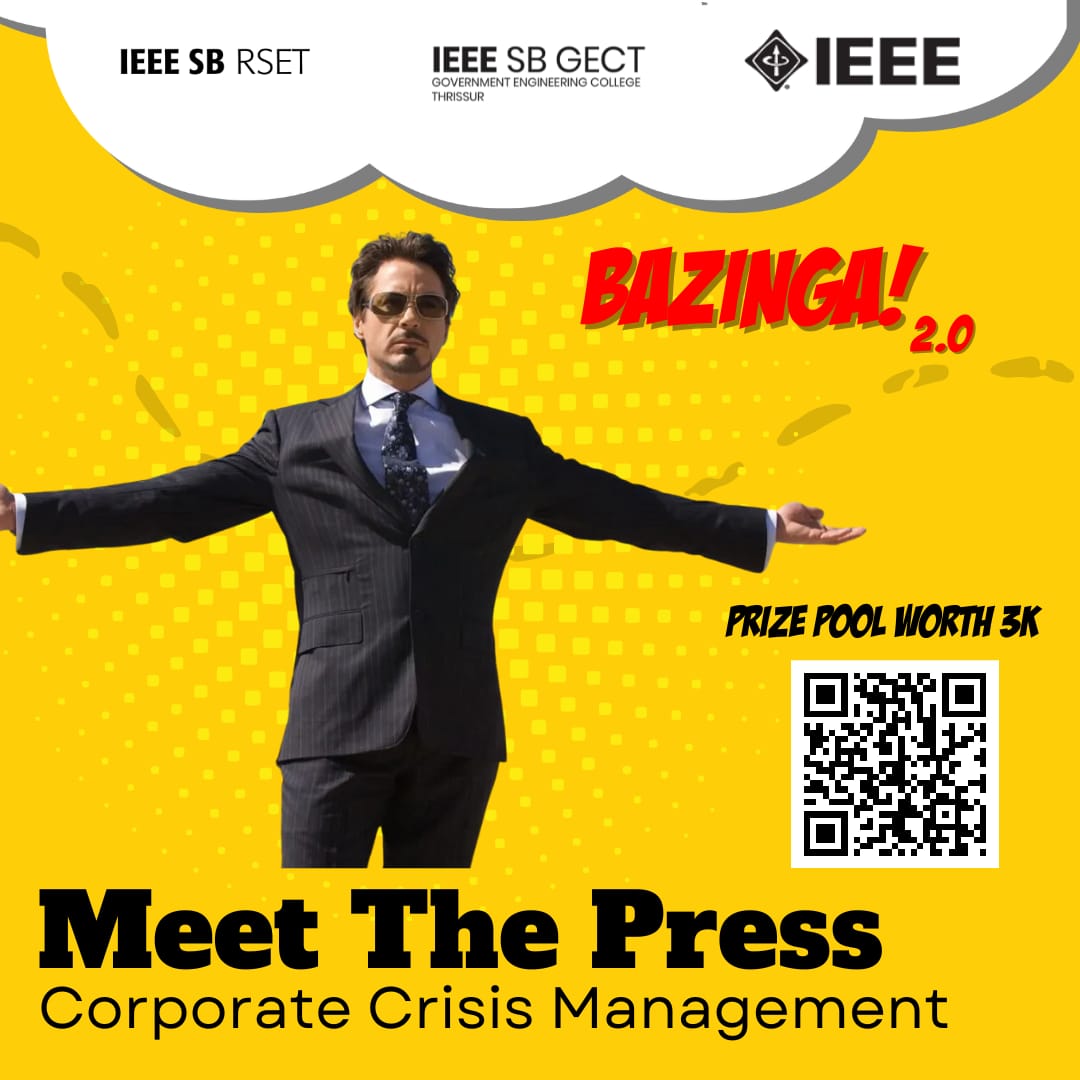 IEEE SB RSET
IEEE SB GECT
GOVERNMENT ENGINEERING COLLEGE
THRISSUR
IEEE
BAZINGA!
2.0
PRIZE POOL WORTH 3K
Meet The Press
Corporate Crisis Management